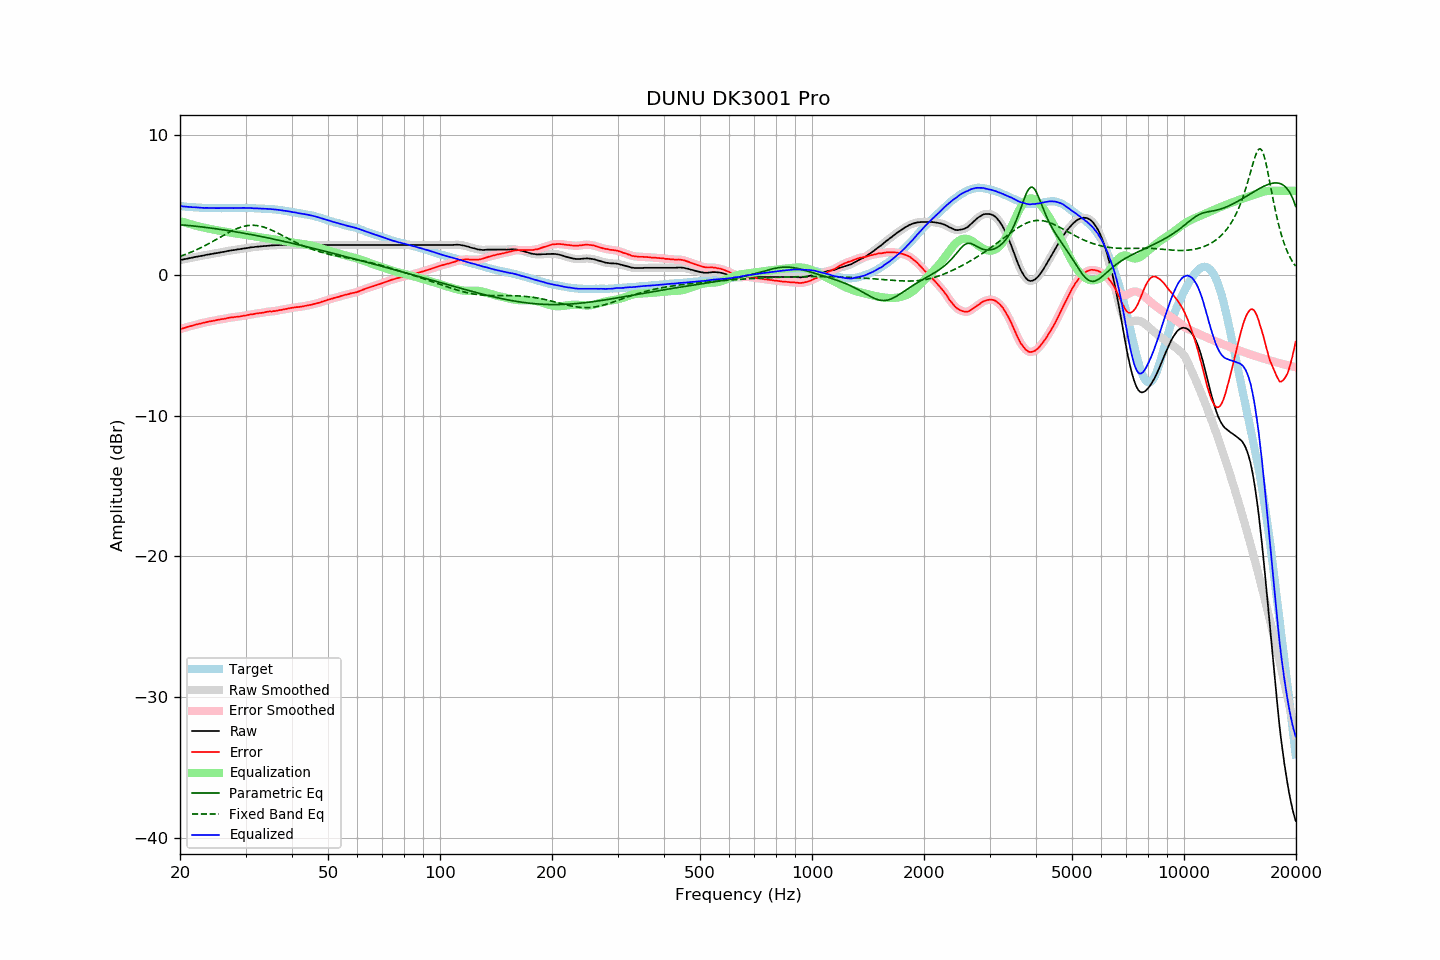 DUNU DK3001 Pro
10
0
−10
−20
−30
−40
Amplitude (dBr)
Target
Raw Smoothed
Error Smoothed
Raw
Error
Equalization
Parametric Eq
Fixed Band Eq
Equalized
20
50
100
200
500
1000
2000
5000
10000
20000
Frequency (Hz)